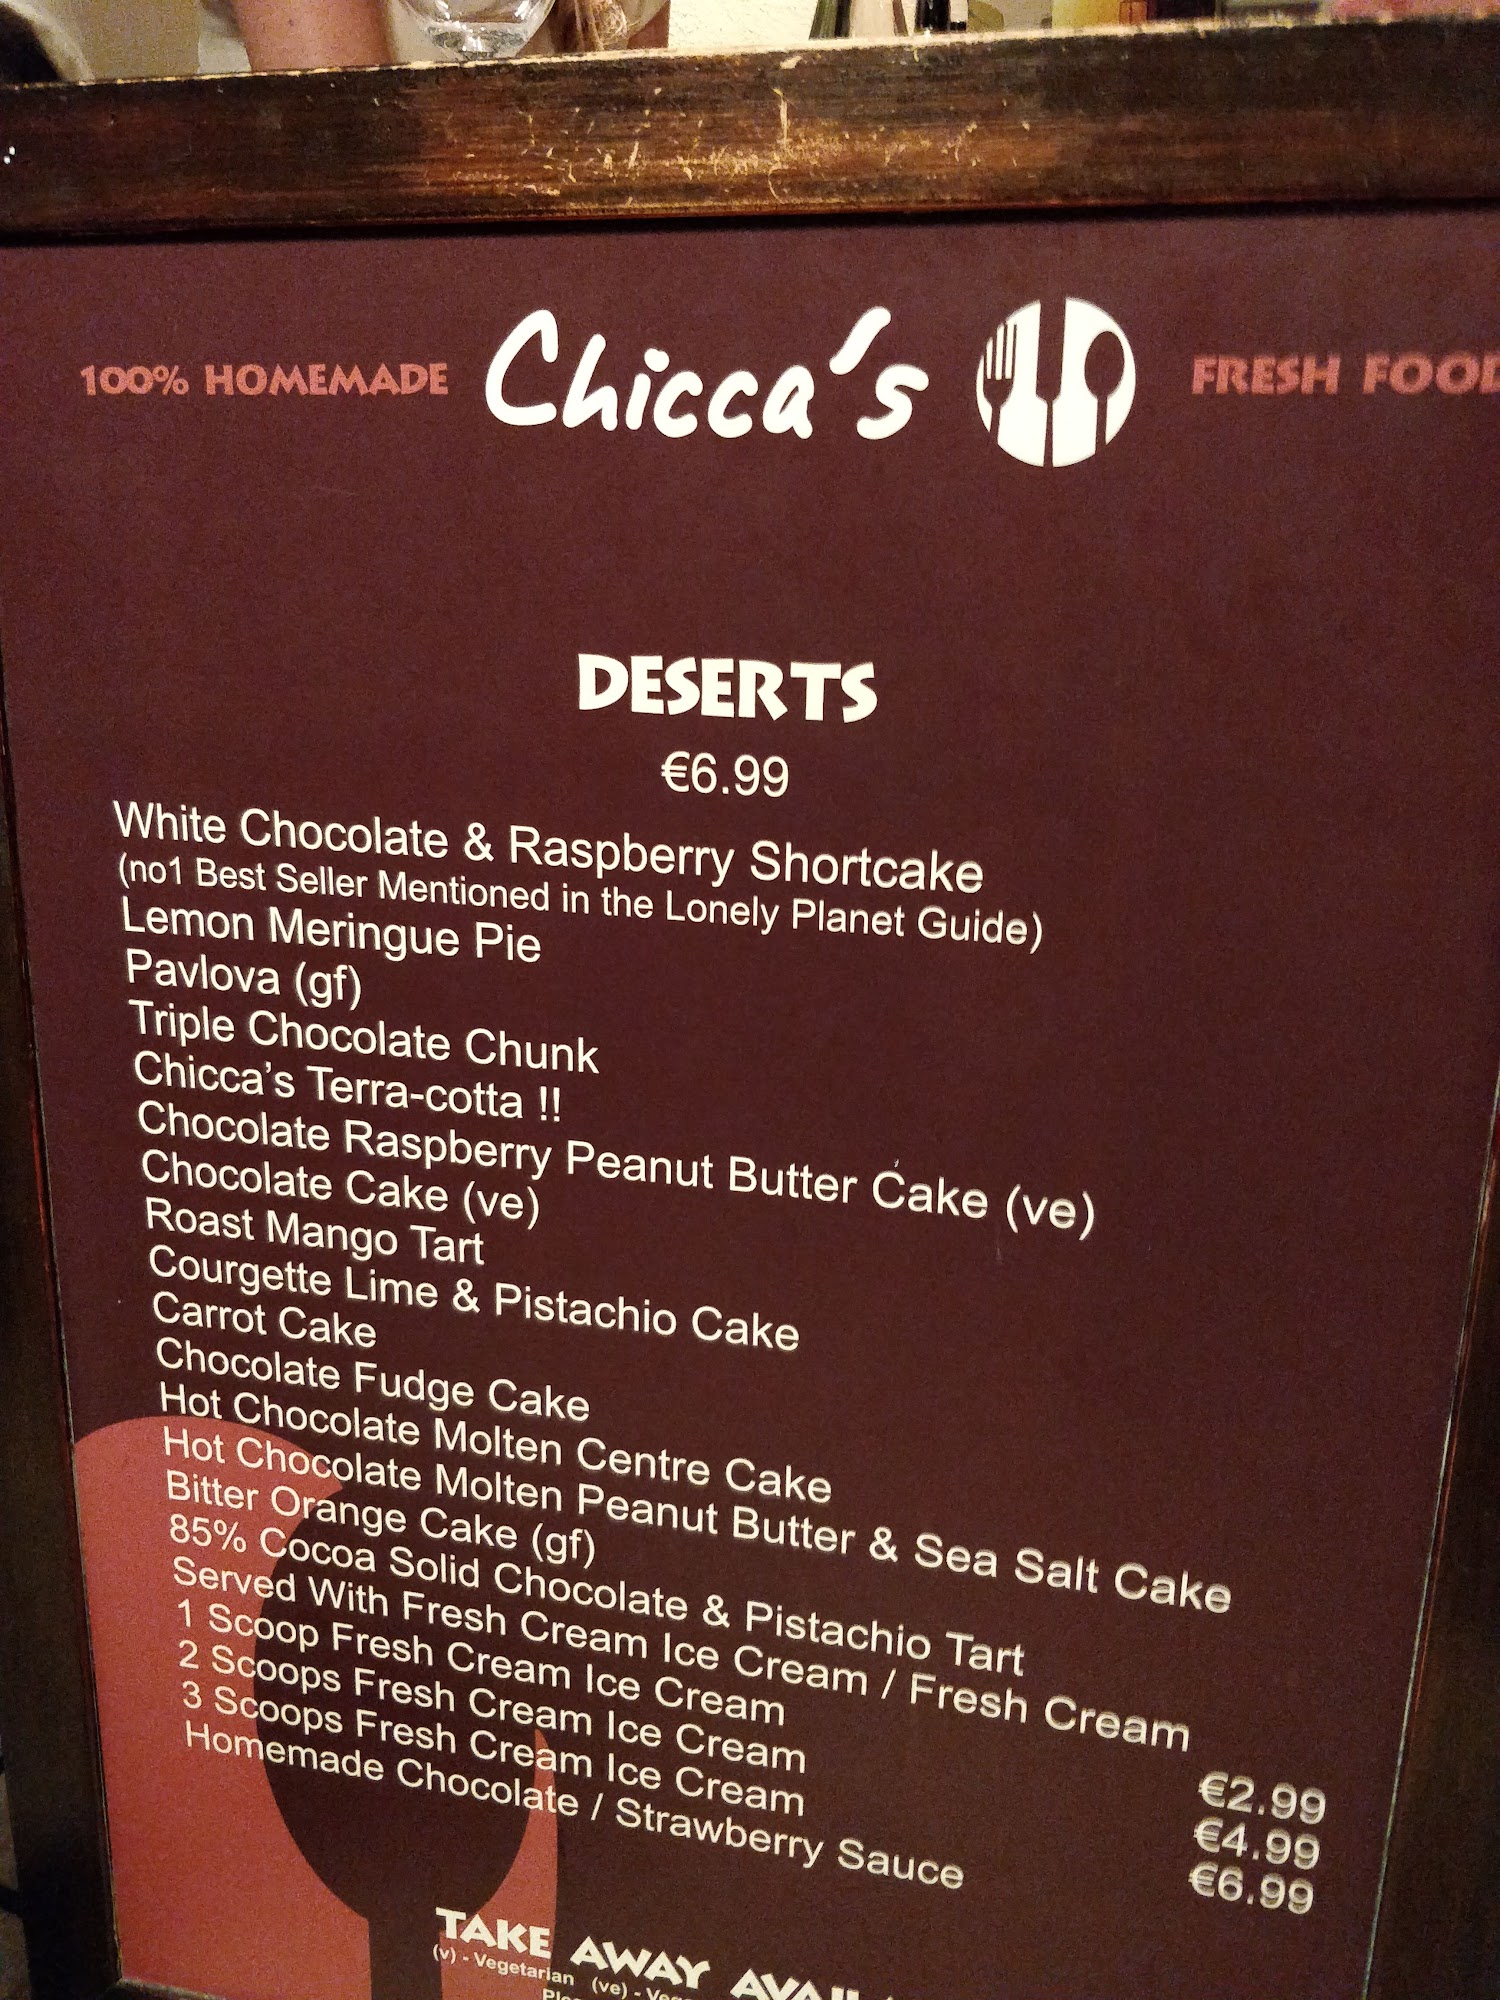 100% HOMEMADE Chicca's FRESH FOOD
DESERTS
€6.99
White Chocolate & Raspberry Shortcake
(no1 Best Seller Mentioned in the Lonely Planet Guide)
Lemon Meringue Pie
Pavlova (gf)
Triple Chocolate Chunk
Chicca's Terra-cotta !!
Chocolate Raspberry Peanut Butter Cake (ve)
Chocolate Cake (ve)
Roast Mango Tart
Courgette Lime & Pistachio Cake
Carrot Cake
Chocolate Fudge Cake
Hot Chocolate Molten Centre Cake
Hot Chocolate Molten Peanut Butter & Sea Salt Cake
Bitter Orange Cake (gf)
85% Cocoa Solid Chocolate & Pistachio Tart
Served With Fresh Cream Ice Cream / Fresh Cream
1 Scoop Fresh Cream Ice Cream €2.99
2 Scoops Fresh Cream Ice Cream €4.99
3 Scoops Fresh Cream Ice Cream €6.99
Homemade Chocolate / Strawberry Sauce
TAKE AWAY
(v) - Vegetarian (ve) -